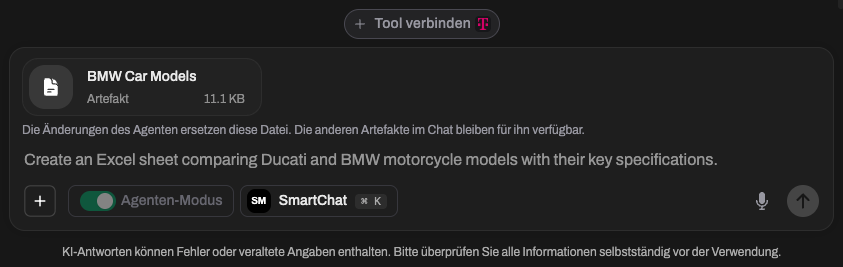 Tool verbinden
BMW Car Models
Artefakt 11.1 KB
Die Änderungen des Agenten ersetzen diese Datei. Die anderen Artefakte im Chat bleiben für ihn verfügbar.
Create an Excel sheet comparing Ducati and BMW motorcycle models with their key specifications.
Agenten-Modus SM SmartChat ⌘ K
KI-Antworten können Fehler oder veraltete Angaben enthalten. Bitte überprüfen Sie alle Informationen selbstständig vor der Verwendung.